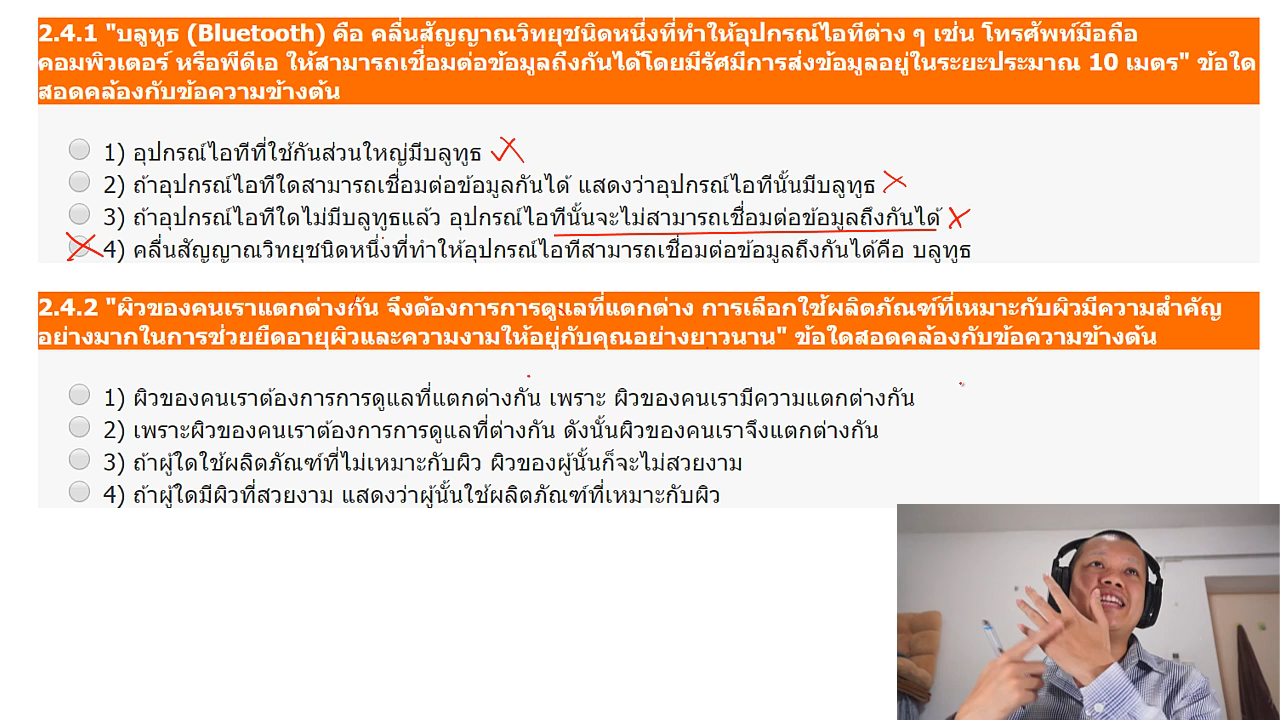 2.4.1 "บลูทูธ (Bluetooth) คือ คลื่นสัญญาณวิทยุชนิดหนึ่งที่ทำให้อุปกรณ์ไอทีต่าง ๆ เช่น โทรศัพท์มือถือ
คอมพิวเตอร์ หรือพีดีเอ ให้สามารถเชื่อมต่อข้อมูลถึงกันได้โดยมีรัศมีการส่งข้อมูลอยู่ในระยะประมาณ 10 เมตร" ข้อใด
สอดคล้องกับข้อความข้างต้น
1) อุปกรณ์ไอทีที่ใช้กันส่วนใหญ่มีบลูทูธ
2) ถ้าอุปกรณ์ไอทีใดสามารถเชื่อมต่อข้อมูลกันได้ แสดงว่าอุปกรณ์ไอทีนั้นมีบลูทูธ
3) ถ้าอุปกรณ์ไอทีใดไม่มีบลูทูธแล้ว อุปกรณ์ไอทีนั้นจะไม่สามารถเชื่อมต่อข้อมูลถึงกันได้
4) คลื่นสัญญาณวิทยุชนิดหนึ่งที่ทำให้อุปกรณ์ไอทีสามารถเชื่อมต่อข้อมูลถึงกันได้คือ บลูทูธ
2.4.2 "ผิวของคนเราแตกต่างกัน จึงต้องการการดูแลที่แตกต่าง การเลือกใช้ผลิตภัณฑ์ที่เหมาะกับผิวมีความสำคัญ
อย่างมากในการช่วยยืดอายุผิวและความงามให้อยู่กับคุณอย่างยาวนาน" ข้อใดสอดคล้องกับข้อความข้างต้น
1) ผิวของคนเราต้องการการดูแลที่แตกต่างกัน เพราะ ผิวของคนเรามีความแตกต่างกัน
2) เพราะผิวของคนเราต้องการการดูแลที่ต่างกัน ดังนั้นผิวของคนเราจึงแตกต่างกัน
3) ถ้าผู้ใดใช้ผลิตภัณฑ์ที่ไม่เหมาะกับผิว ผิวของผู้นั้นก็จะไม่สวยงาม
4) ถ้าผู้ใดมีผิวที่สวยงาม แสดงว่าผู้นั้นใช้ผลิตภัณฑ์ที่เหมาะกับผิว